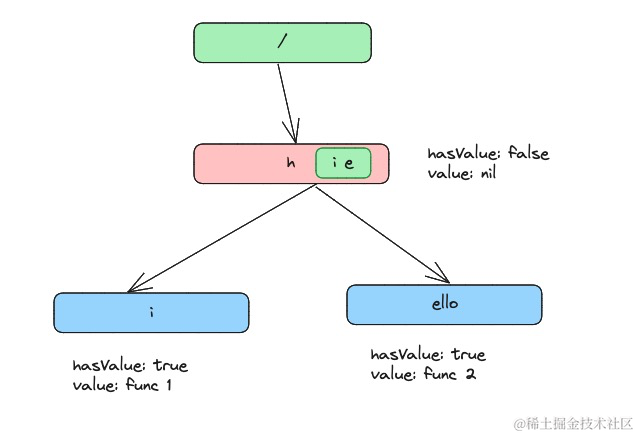 /
h i e
hasValue: false
value: nil
i
ello
hasValue: true
value: func 1
hasValue: true
value: func 2
@稀土掘金技术社区